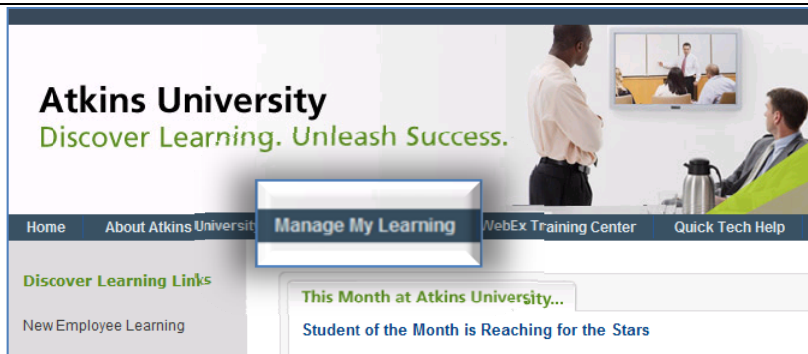 Atkins University
Discover Learning. Unleash Success.
Home About Atkins University Manage My Learning WebEx Training Center Quick Tech Help
Discover Learning Links
New Employee Learning
This Month at Atkins University...
Student of the Month is Reaching for the Stars